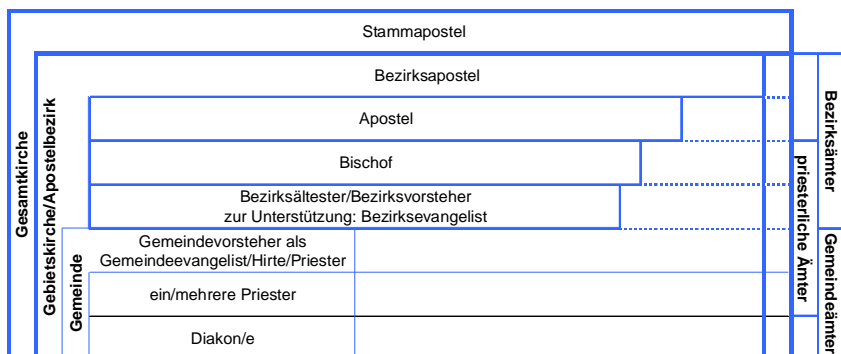 Stammapostel
Bezirksapostel
Apostel
Bischof
Bezirksältester/Bezirksvorsteher
zur Unterstützung: Bezirksevangelist
Gemeindevorsteher als
Gemeindeevangelist/Hirte/Priester
ein/mehrere Priester
Diakon/e
Gesamtkirche
Gebietskirche/Apostelbezirk
Gemeinde
priesterliche Ämter
Bezirksämter
Gemeindeämter